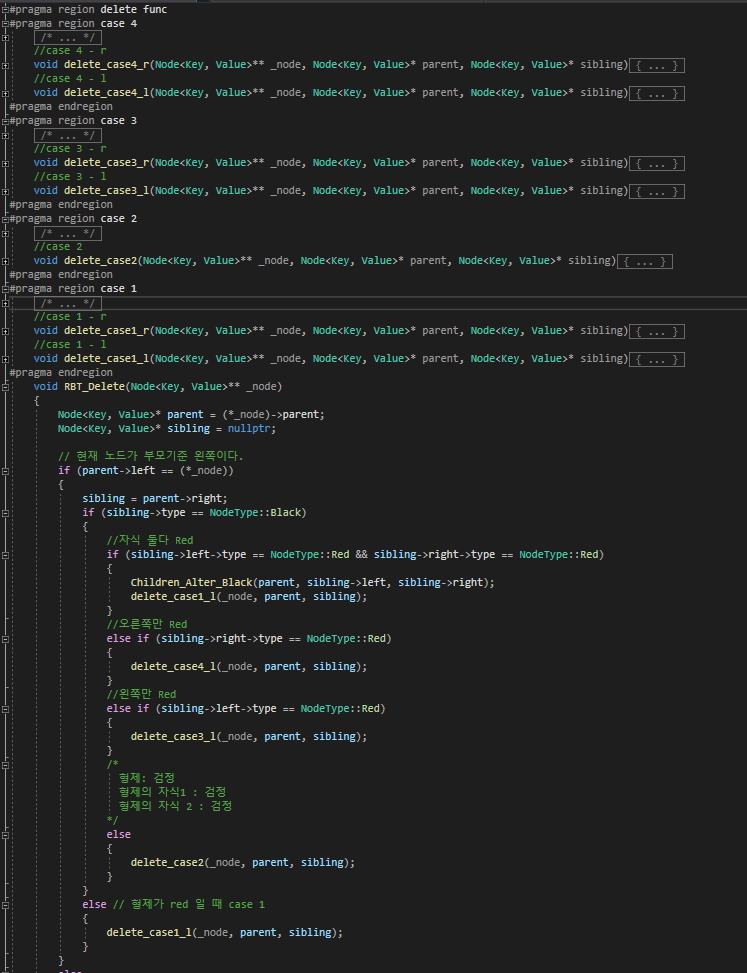 #pragma region delete func
#pragma region case 4
/* ... */
//case 4 - r
void delete_case4_r(Node<Key, Value>** _node, Node<Key, Value>* parent, Node<Key, Value>* sibling){ ... }
//case 4 - l
void delete_case4_l(Node<Key, Value>** _node, Node<Key, Value>* parent, Node<Key, Value>* sibling){ ... }
#pragma endregion
#pragma region case 3
/* ... */
//case 3 - r
void delete_case3_r(Node<Key, Value>** _node, Node<Key, Value>* parent, Node<Key, Value>* sibling){ ... }
//case 3 - l
void delete_case3_l(Node<Key, Value>** _node, Node<Key, Value>* parent, Node<Key, Value>* sibling){ ... }
#pragma endregion
#pragma region case 2
/* ... */
//case 2
void delete_case2(Node<Key, Value>** _node, Node<Key, Value>* parent, Node<Key, Value>* sibling){ ... }
#pragma endregion
#pragma region case 1
/* ... */
//case 1 - r
void delete_case1_r(Node<Key, Value>** _node, Node<Key, Value>* parent, Node<Key, Value>* sibling){ ... }
//case 1 - l
void delete_case1_l(Node<Key, Value>** _node, Node<Key, Value>* parent, Node<Key, Value>* sibling){ ... }
#pragma endregion
void RBT_Delete(Node<Key, Value>** _node)
{
Node<Key, Value>* parent = (*_node)->parent;
Node<Key, Value>* sibling = nullptr;
// 현재 노드가 부모기준 왼쪽이다.
if (parent->left == (*_node))
{
sibling = parent->right;
if (sibling->type == NodeType::Black)
{
//자식 둘다 Red
if (sibling->left->type == NodeType::Red && sibling->right->type == NodeType::Red)
{
Children_Alter_Black(parent, sibling->left, sibling->right);
delete_case1_l(_node, parent, sibling);
}
//오른쪽만 Red
else if (sibling->right->type == NodeType::Red)
{
delete_case4_l(_node, parent, sibling);
}
//왼쪽만 Red
else if (sibling->left->type == NodeType::Red)
{
delete_case3_l(_node, parent, sibling);
}
/*
형제: 검정
형제의 자식1 : 검정
형제의 자식 2 : 검정
*/
else
{
delete_case2(_node, parent, sibling);
}
}
else // 형제가 red 일 때 case 1
{
delete_case1_l(_node, parent, sibling);
}
}